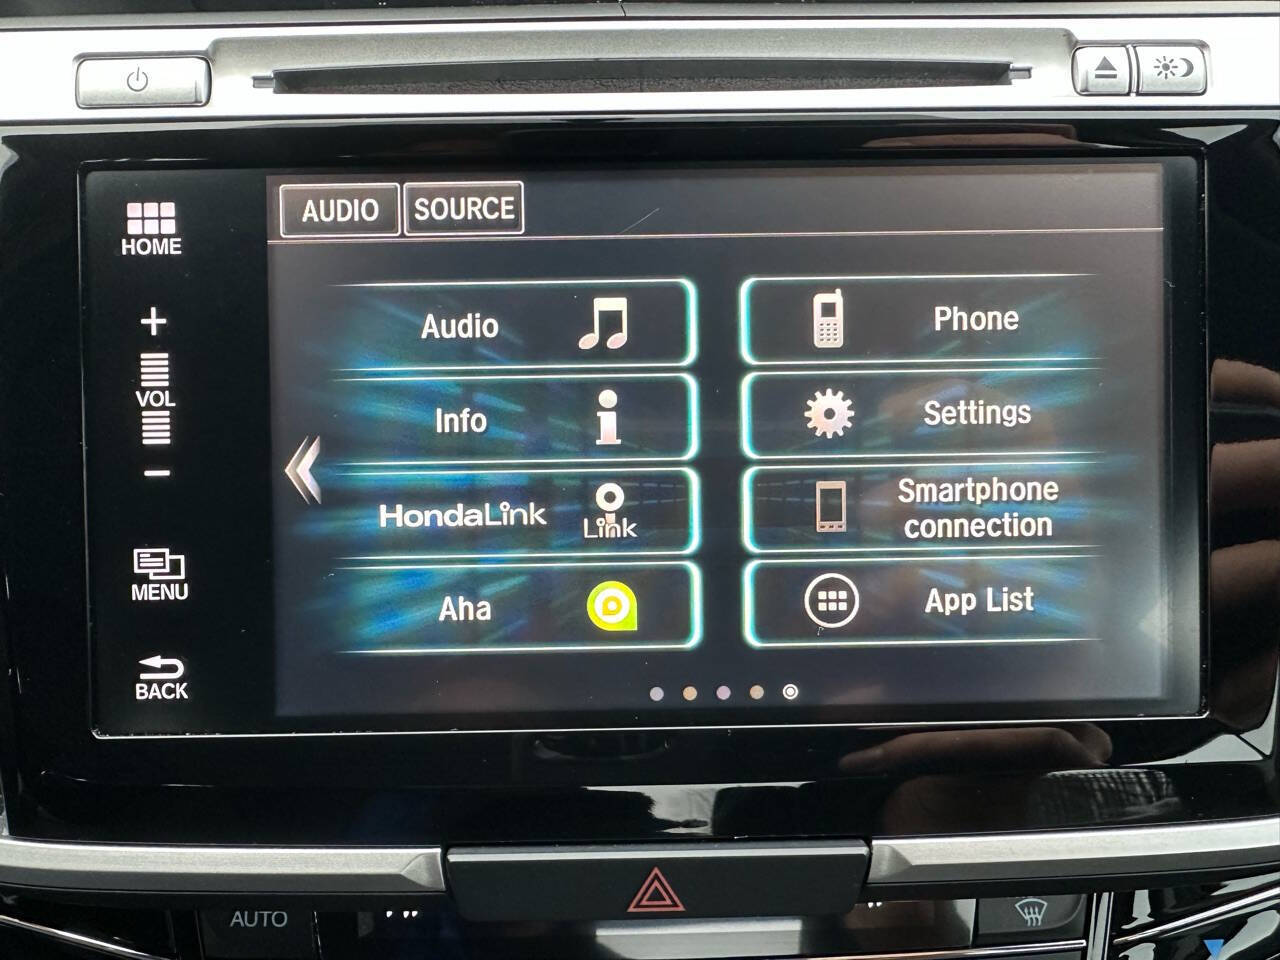 AUDIO
SOURCE
HOME
+
VOL
−
MENU
BACK
Audio
Phone
Info
Settings
HondaLink
Link
Smartphone
connection
Aha
App List
AUTO